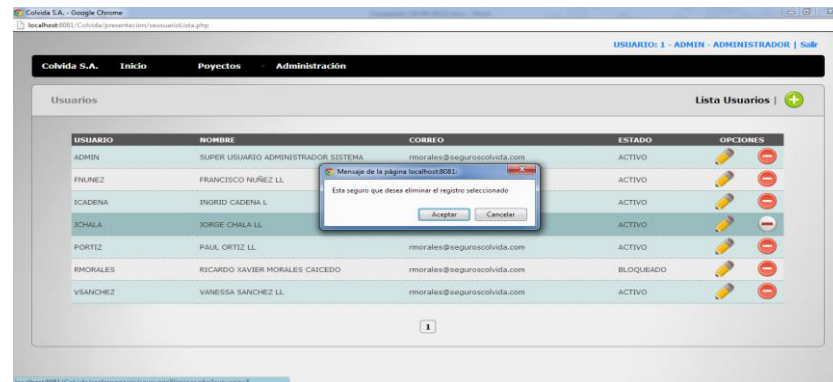 Colvida S.A. - Google Chrome
localhost:8081/Colvida/presentacion/seusuarioLista.php
USUARIO: 1 - ADMIN - ADMINISTRADOR | Salir
Colvida S.A. Inicio Poyectos - Administración
Usuarios Lista Usuarios |
USUARIO NOMBRE CORREO ESTADO OPCIONES
ADMIN SUPER USUARIO ADMINISTRADOR SISTEMA rmorales@seguroscolvida.com ACTIVO
Mensaje de la página localhost:8081:
FNUNEZ FRANCISCO NUÑEZ LL ACTIVO
Esta seguro que desea eliminar el registro seleccionado
ICADENA INGRID CADENA L ACTIVO
Aceptar Cancelar
JCHALA JORGE CHALA LL ACTIVO
PORTIZ PAUL ORTIZ LL rmorales@seguroscolvida.com ACTIVO
RMORALES RICARDO XAVIER MORALES CAICEDO rmorales@seguroscolvida.com BLOQUEADO
VSANCHEZ VANESSA SANCHEZ LL rmorales@seguroscolvida.com ACTIVO
1